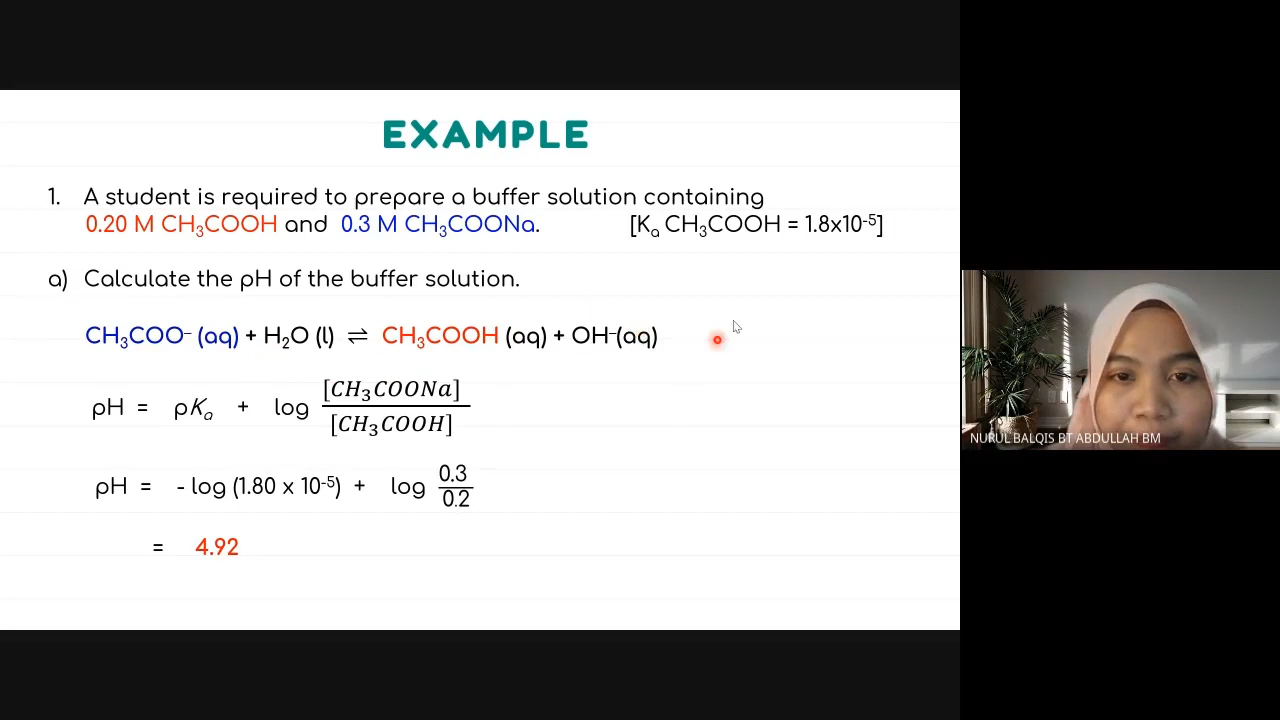 EXAMPLE
1. A student is required to prepare a buffer solution containing
0.20 M CH₃COOH and 0.3 M CH₃COONa. [Kₐ CH₃COOH = 1.8x10⁻⁵]
a) Calculate the pH of the buffer solution.
CH₃COO⁻ (aq) + H₂O (l) ⇌ CH₃COOH (aq) + OH⁻(aq)
pH = pKₐ + log [CH₃COONa] / [CH₃COOH]
pH = - log (1.80 x 10⁻⁵) + log 0.3 / 0.2
= 4.92
NURUL BALQIS BT ABDULLAH BM